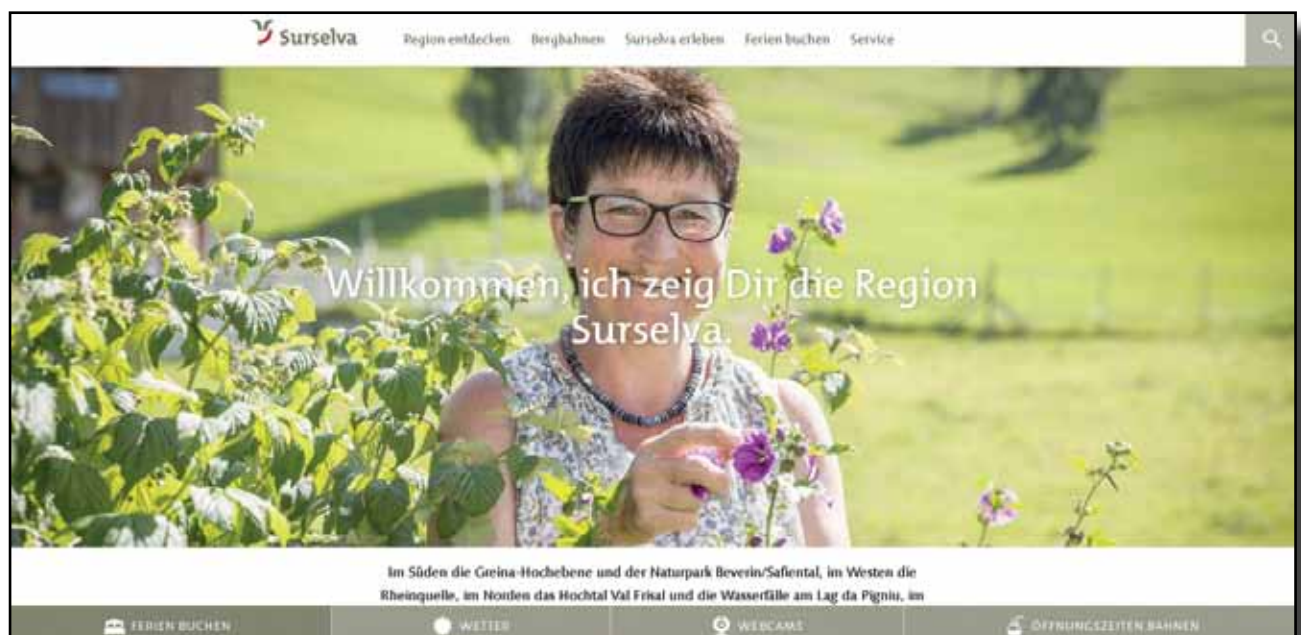 Surselva
Region entdecken Bergbahnen Surselva erleben Ferien buchen Service
Willkommen, ich zeig Dir die Region
Surselva.
Im Süden die Greina-Hochebene und der Naturpark Beverin/Safiental, im Westen die
Rheinquelle, im Norden das Hochtal Val Frisal und die Wasserfälle am Lag da Pigniu, im
FERIEN BUCHEN WETTER WEBCAMS ÖFFNUNGSZEITEN BAHNEN